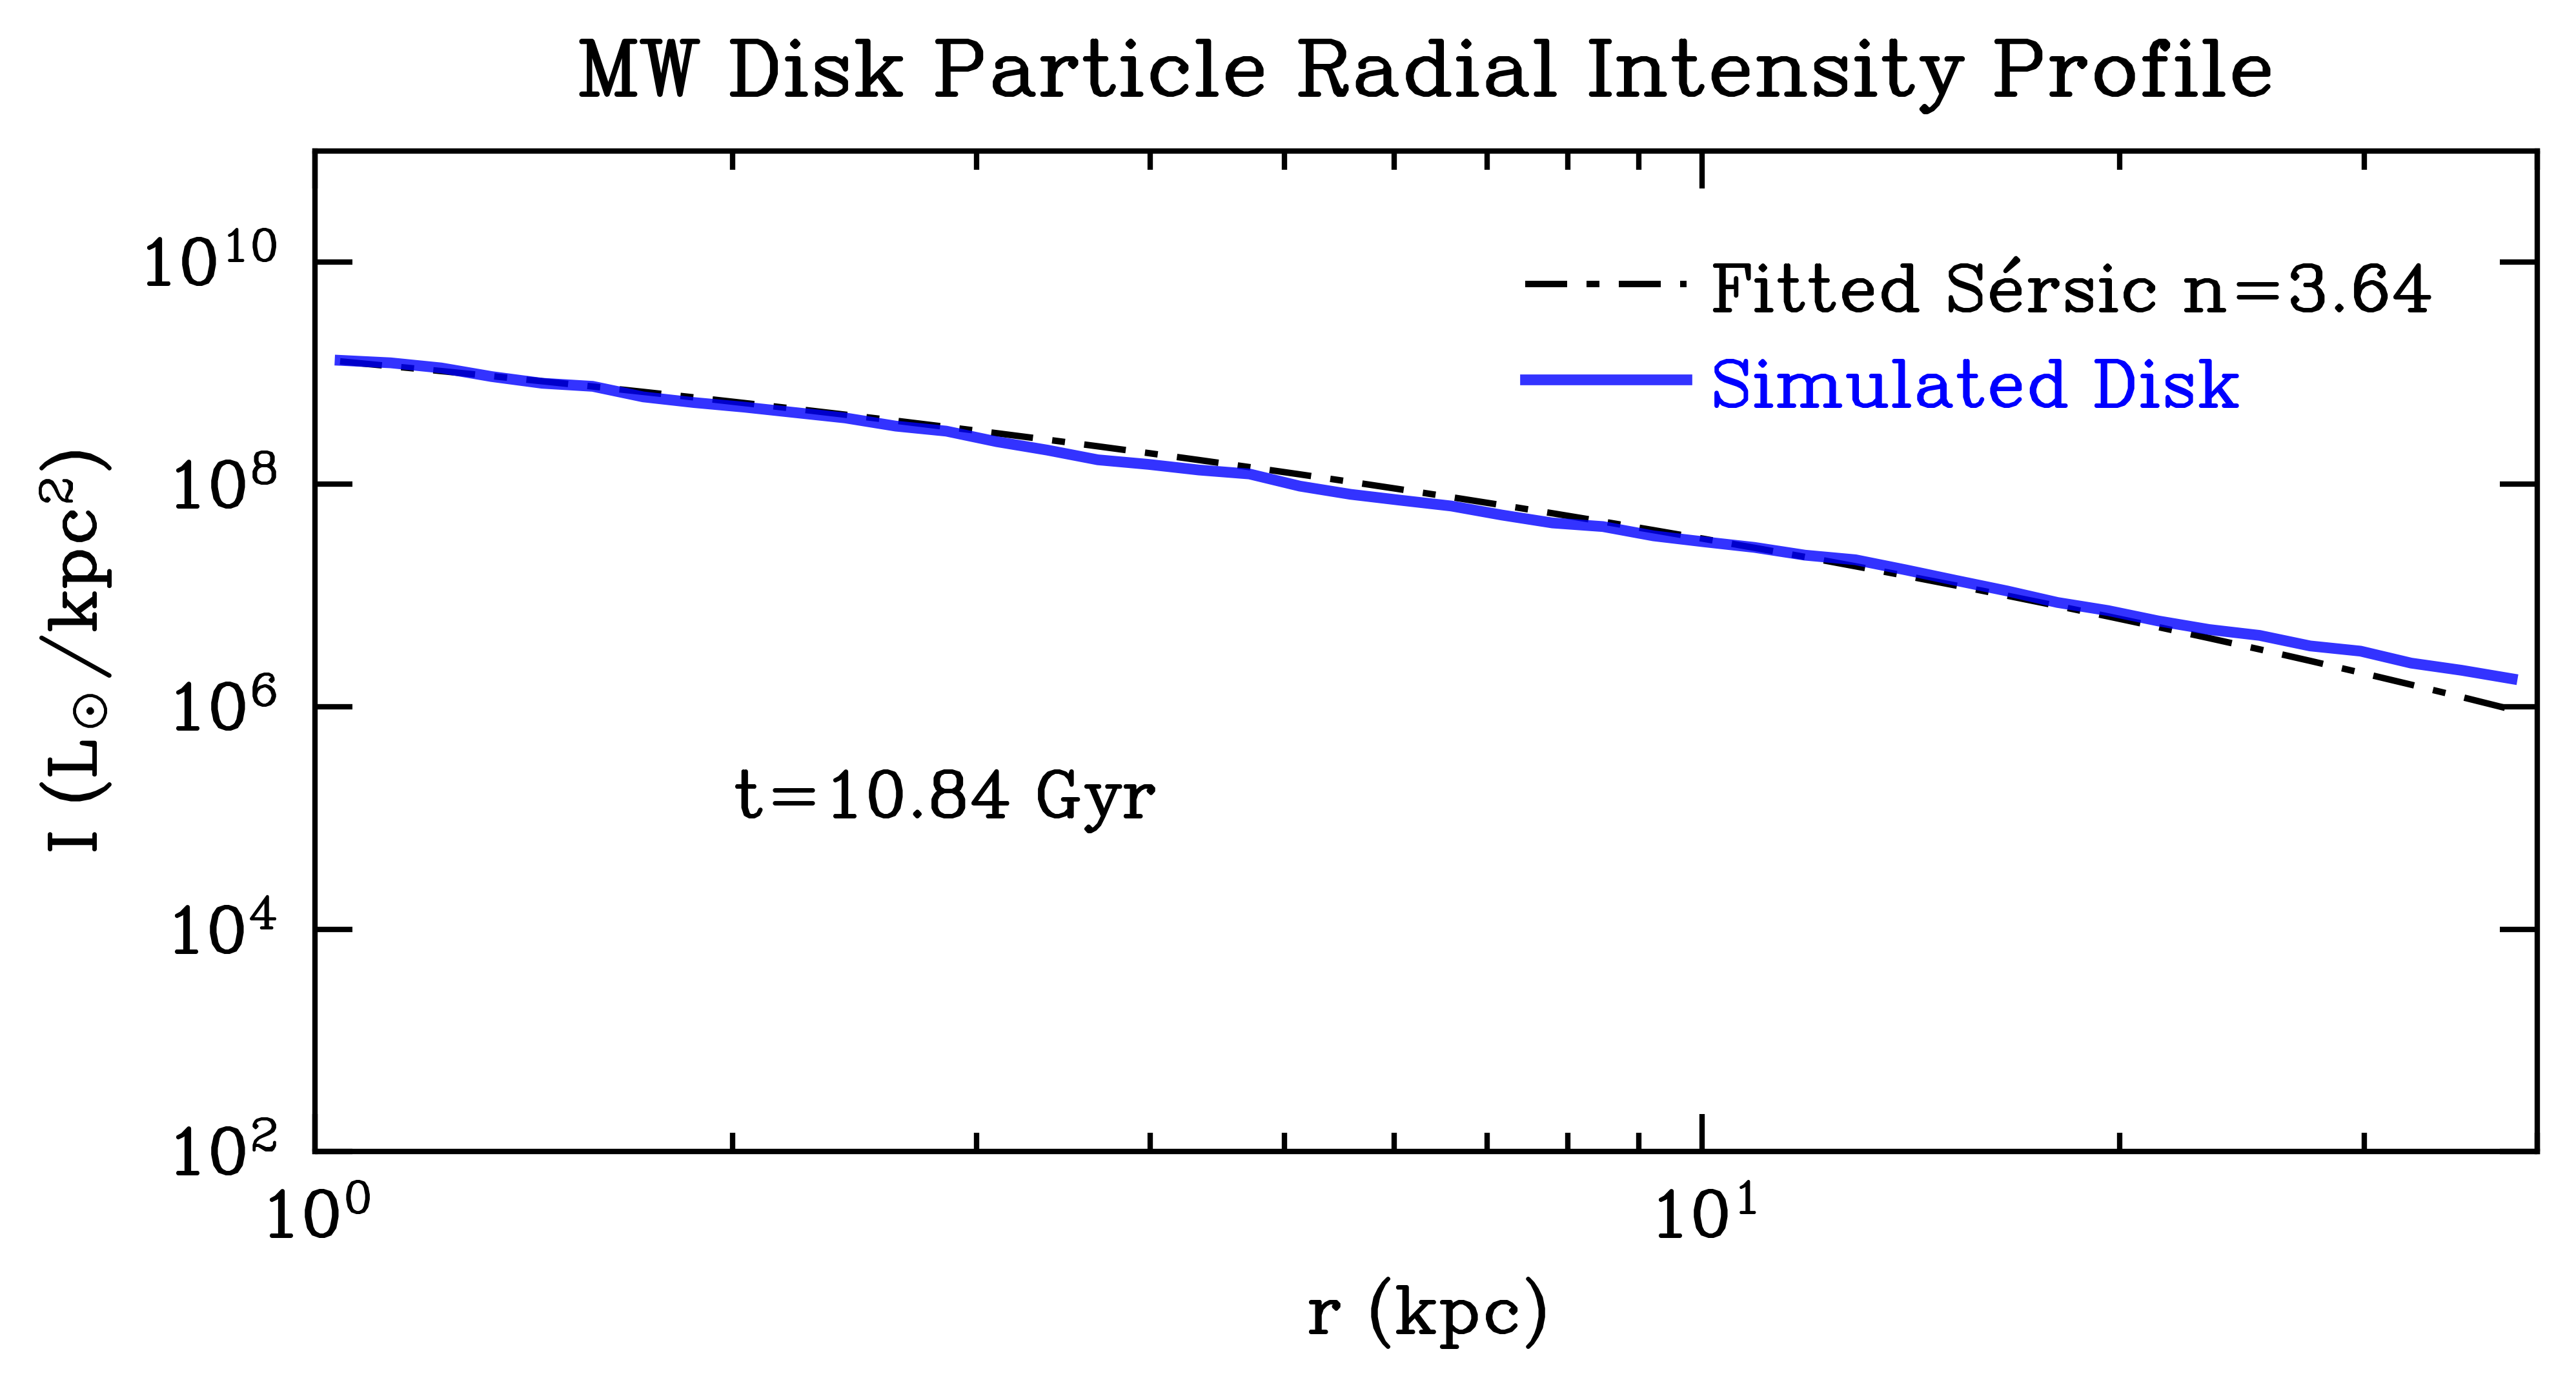 MW Disk Particle Radial Intensity Profile
10¹⁰
10⁸
10⁶
10⁴
10²
I (L☉/kpc²)
Fitted Sérsic n=3.64
Simulated Disk
t=10.84 Gyr
10⁰
10¹
r (kpc)